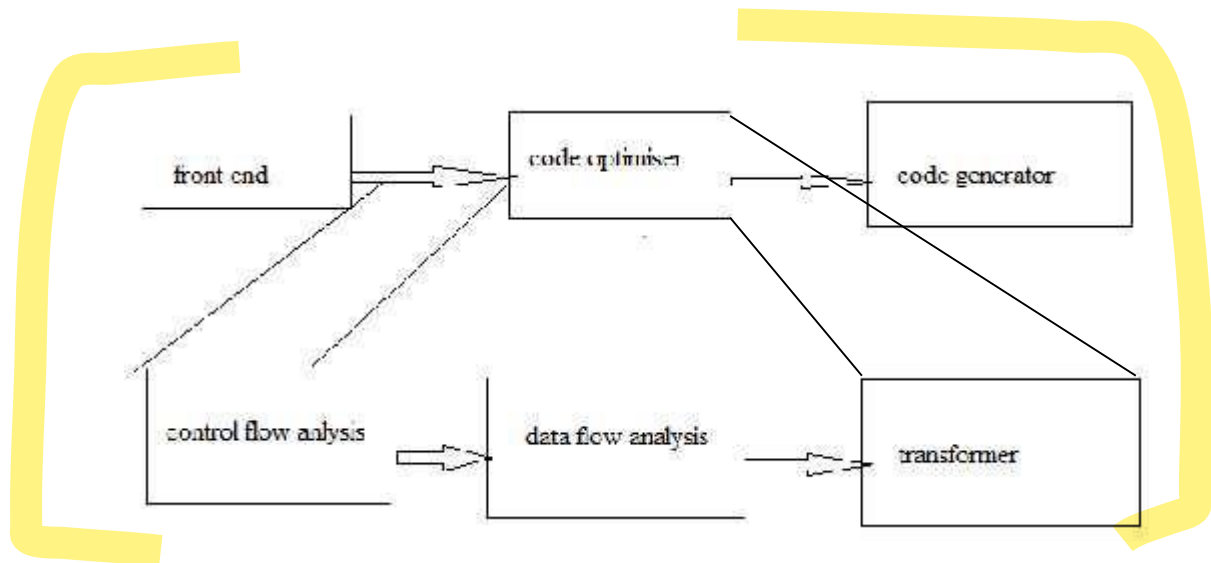 front end
code optimiser
code generator
control flow anlysis
data flow analysis
transformer